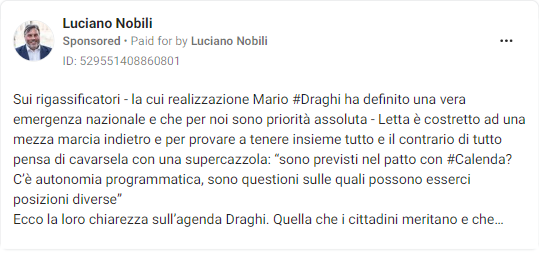 Luciano Nobili
Sponsored • Paid for by Luciano Nobili
ID: 529551408860801
Sui rigassificatori - la cui realizzazione Mario #Draghi ha definito una vera
emergenza nazionale e che per noi sono priorità assoluta - Letta è costretto ad una
mezza marcia indietro e per provare a tenere insieme tutto e il contrario di tutto
pensa di cavarsela con una supercazzola: “sono previsti nel patto con #Calenda?
C’è autonomia programmatica, sono questioni sulle quali possono esserci
posizioni diverse”
Ecco la loro chiarezza sull’agenda Draghi. Quella che i cittadini meritano e che...